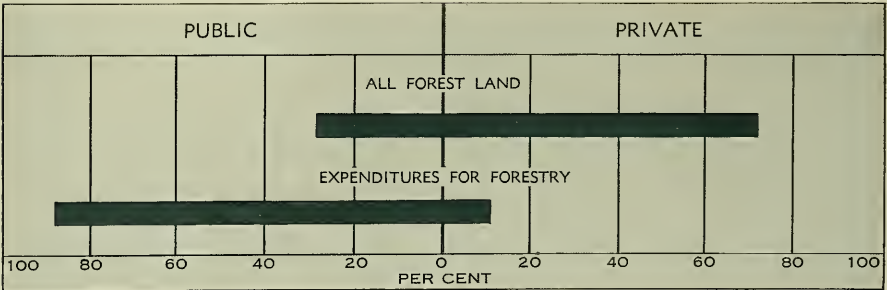 PUBLIC PRIVATE
ALL FOREST LAND
EXPENDITURES FOR FORESTRY
100 80 60 40 20 0 20 40 60 80 100
PER CENT